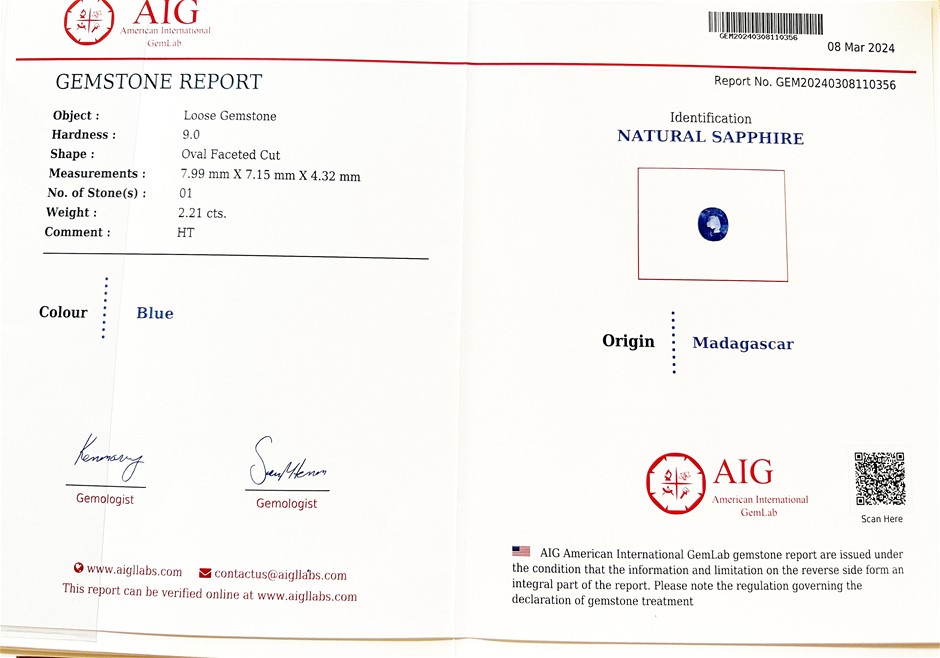 AIG
American International
GemLab
GEMSTONE REPORT
Object : Loose Gemstone
Hardness : 9.0
Shape : Oval Faceted Cut
Measurements : 7.99 mm X 7.15 mm X 4.32 mm
No. of Stone(s) : 01
Weight : 2.21 cts.
Comment : HT
Colour Blue
Gemologist
Gemologist
www.aigllabs.com contactus@aigllabs.com
This report can be verified online at www.aigllabs.com
GEM20240308110356
08 Mar 2024
Report No. GEM20240308110356
Identification
NATURAL SAPPHIRE
Origin Madagascar
AIG
American International
GemLab
Scan Here
AIG American International GemLab gemstone report are issued under
the condition that the information and limitation on the reverse side form an
integral part of the report. Please note the regulation governing the
declaration of gemstone treatment